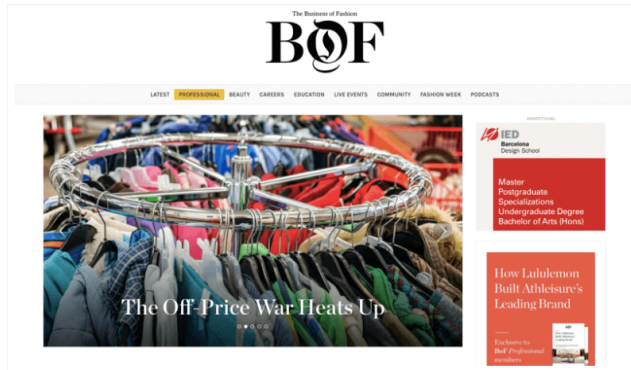 The Business of Fashion
BOF
LATEST PROFESSIONAL BEAUTY CAREERS EDUCATION LIVE EVENTS COMMUNITY FASHION WEEK PODCASTS
The Off-Price War Heats Up
ADVERTISING
IED
Barcelona
Design School
Master
Postgraduate
Specializations
Undergraduate Degree
Bachelor of Arts (Hons)
How Lululemon
Built Athleisure's
Leading Brand
Exclusive to
BoF Professional
members